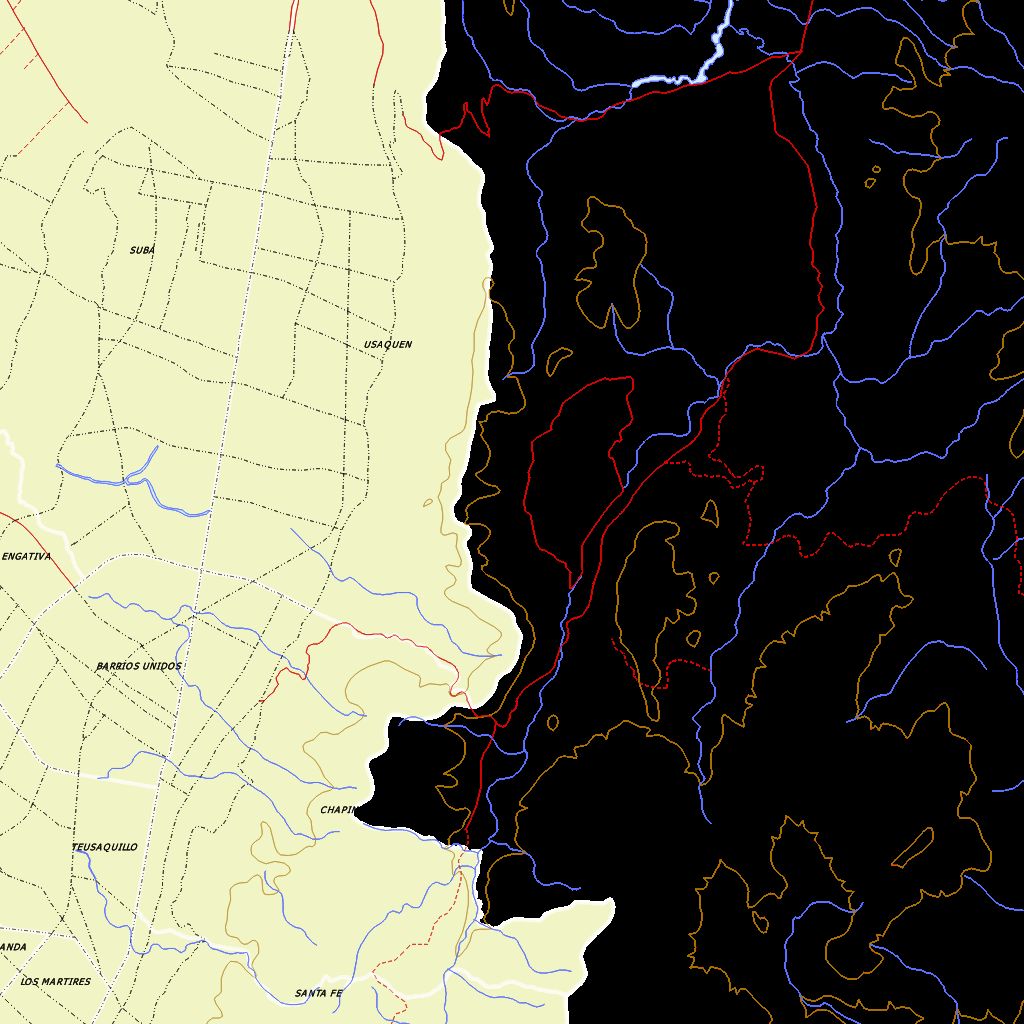 SUBA
USAQUEN
ENGATIVA
BARRIOS UNIDOS
CHAPIN
TEUSAQUILLO
ANDA
LOS MARTIRES
SANTA FE